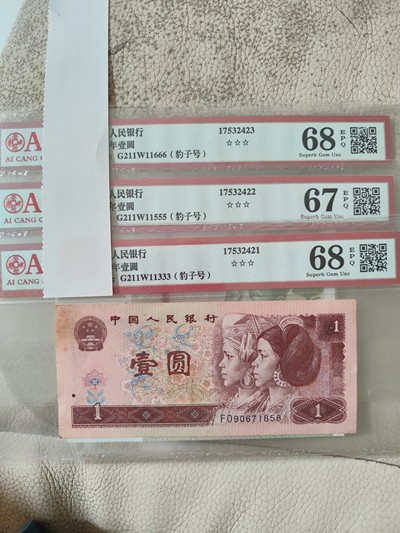 A
AI CANG
人民银行
年壹圆
G211W11666（豹子号）
17532423
☆☆☆
68
EPQ
Superb Gem Unc
A
AI CANG
人民银行
年壹圆
G211W11555（豹子号）
17532422
☆☆☆
67
EPQ
Superb Gem Unc
A
AI CANG
人民银行
年壹圆
G211W11333（豹子号）
17532421
☆☆☆
68
EPQ
Superb Gem Unc
中国人民银行
1
壹圆
1
FO90671858
1